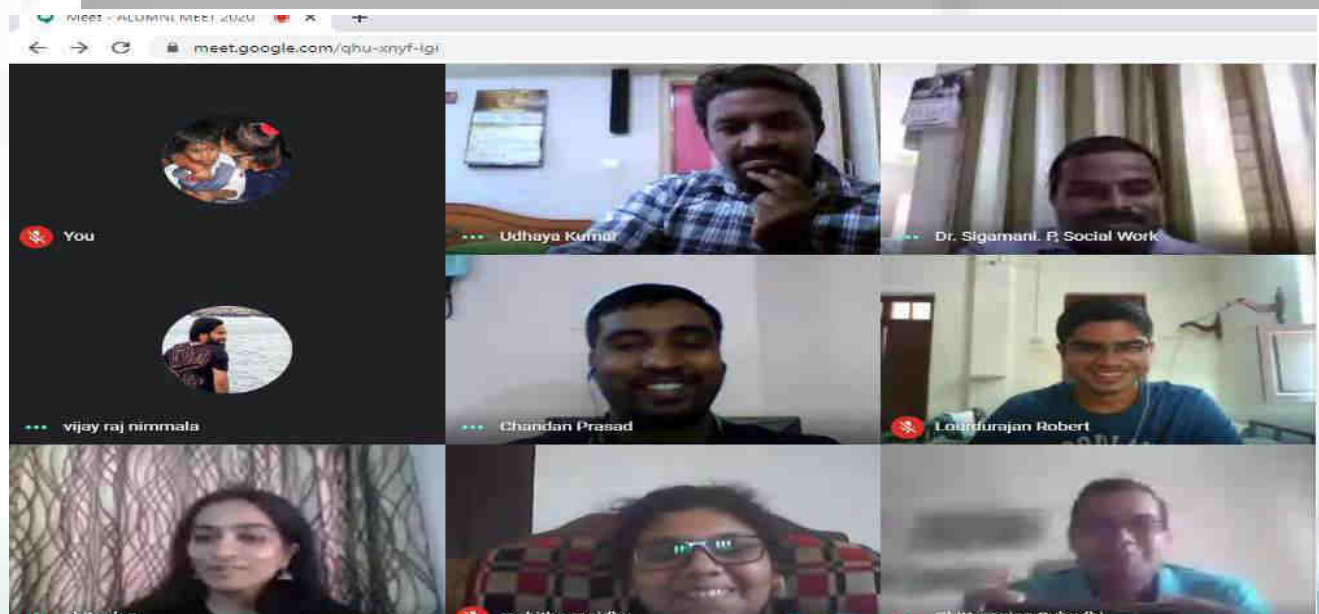 Meet - ALUMNI MEET 2020
meet.google.com/qhu-xnyf-igi
You
Udhaya Kumar
Dr. Sigamani. P, Social Work
vijay raj nimmala
Chandan Prasad
Lourdurajan Robert